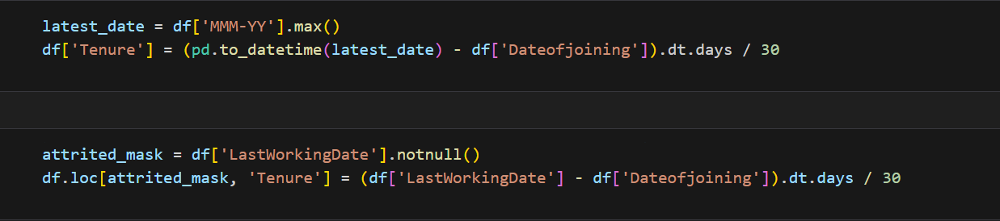 latest_date = df['MMM-YY'].max()
df['Tenure'] = (pd.to_datetime(latest_date) - df['Dateofjoining']).dt.days / 30
attrited_mask = df['LastWorkingDate'].notnull()
df.loc[attrited_mask, 'Tenure'] = (df['LastWorkingDate'] - df['Dateofjoining']).dt.days / 30